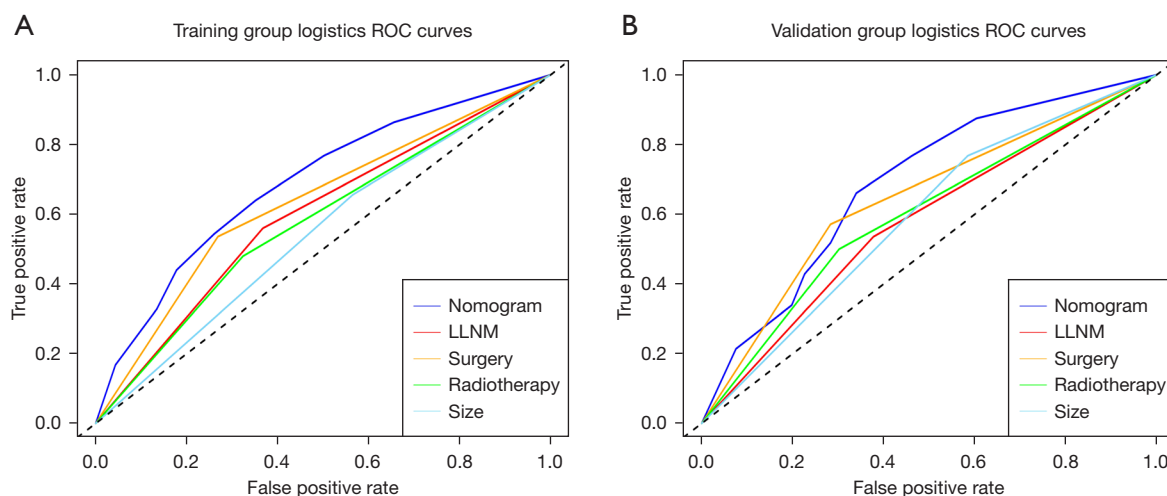 A
Training group logistics ROC curves
True positive rate
1.0
0.8
0.6
0.4
0.2
0.0
Nomogram
LLNM
Surgery
Radiotherapy
Size
0.0 0.2 0.4 0.6 0.8 1.0
False positive rate
B
Validation group logistics ROC curves
True positive rate
1.0
0.8
0.6
0.4
0.2
0.0
Nomogram
LLNM
Surgery
Radiotherapy
Size
0.0 0.2 0.4 0.6 0.8 1.0
False positive rate